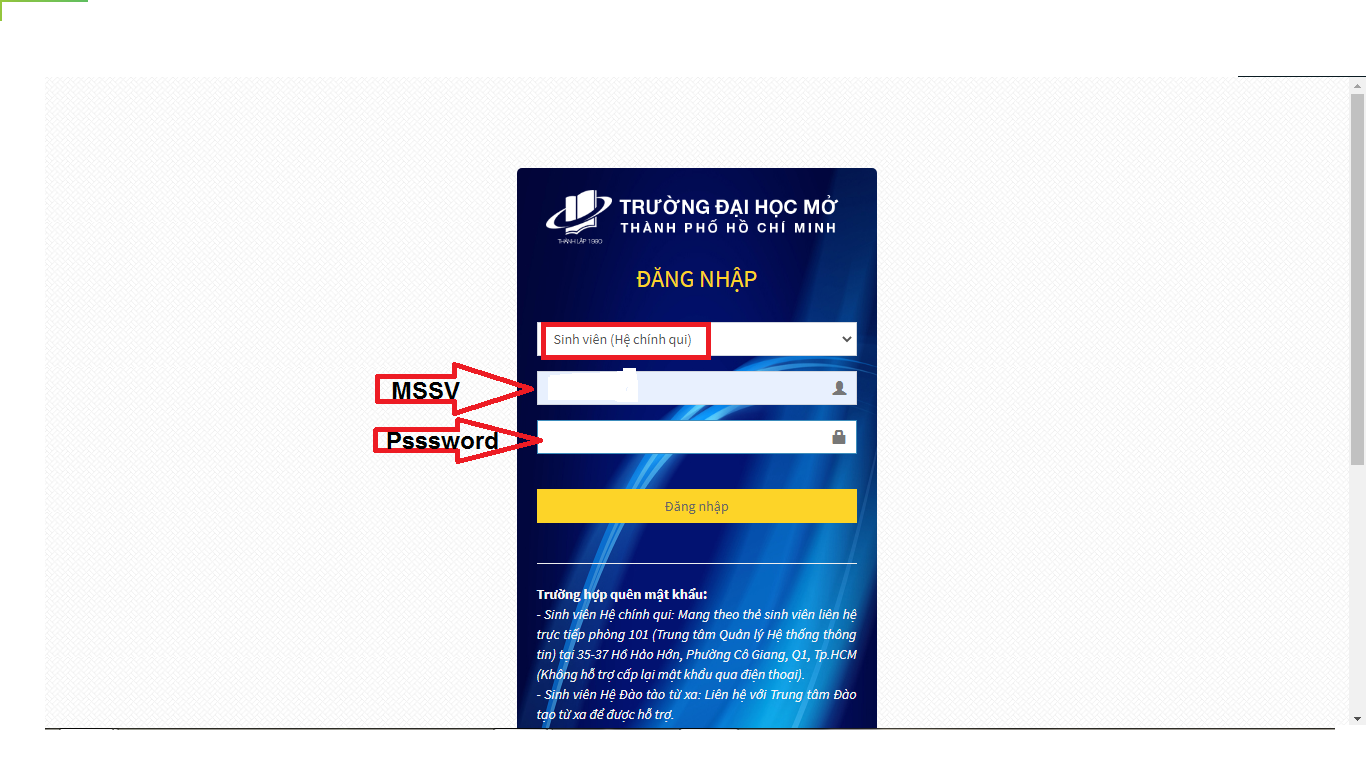 TRƯỜNG ĐẠI HỌC MỞ
THÀNH PHỐ HỒ CHÍ MINH
THÀNH LẬP 1990
ĐĂNG NHẬP
Sinh viên (Hệ chính qui)
MSSV
Psssword
Đăng nhập
Trường hợp quên mật khẩu:
- Sinh viên Hệ chính qui: Mang theo thẻ sinh viên liên hệ
trực tiếp phòng 101 (Trung tâm Quản lý Hệ thống thông
tin) tại 35-37 Hồ Hảo Hớn, Phường Cô Giang, Q1, Tp.HCM
(Không hỗ trợ cấp lại mật khẩu qua điện thoại).
- Sinh viên Hệ Đào tào từ xa: Liên hệ với Trung tâm Đào
tạo từ xa để được hỗ trợ.